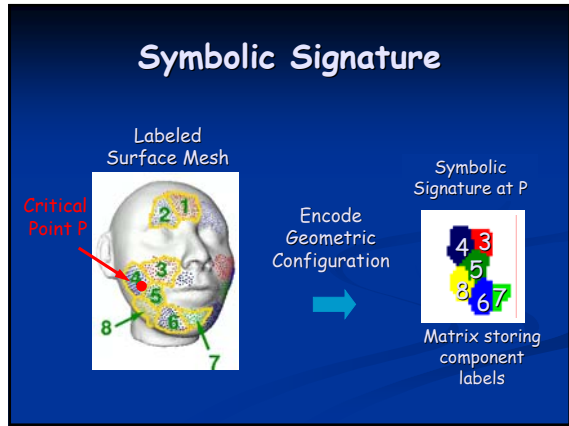 Symbolic Signature
Labeled
Surface Mesh
Critical
Point P
1
2
3
4
5
6
8
7
Encode
Geometric
Configuration
Symbolic
Signature at P
4 3
5
8
6 7
Matrix storing
component
labels